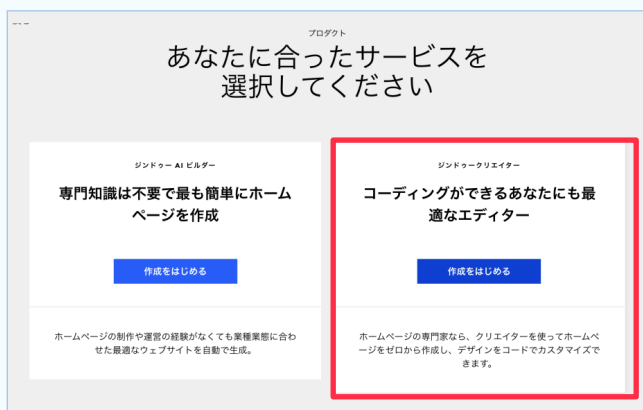 プロダクト
あなたに合ったサービスを
選択してください
ジンドゥー AI ビルダー
専門知識は不要で最も簡単にホーム
ページを作成
作成をはじめる
ホームページの制作や運営の経験がなくても業種業態に合わ
せた最適なウェブサイトを自動で生成。
ジンドゥークリエイター
コーディングができるあなたにも最
適なエディター
作成をはじめる
ホームページの専門家なら、クリエイターを使ってホームペ
ージをゼロから作成し、デザインをコードでカスタマイズで
きます。